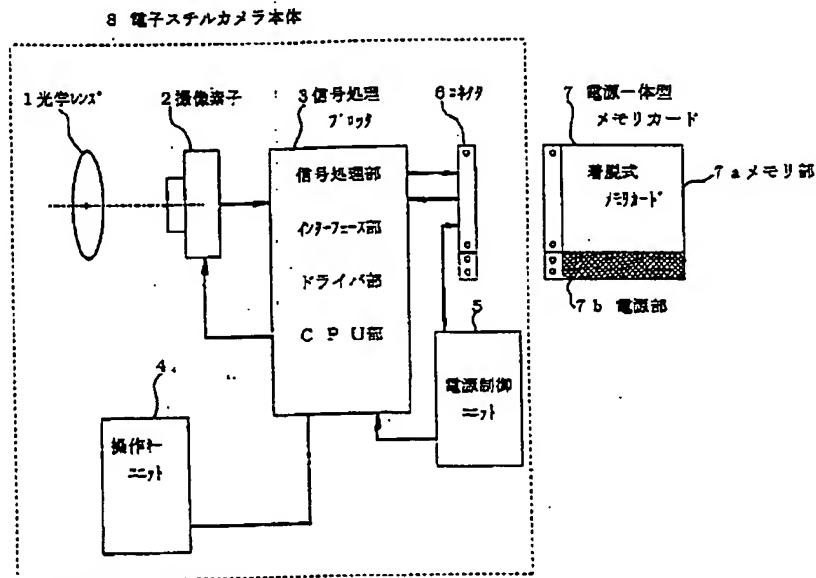 8 電子スチルカメラ本体
1光学レンズ
2撮像素子
3信号処理
ブロック
6コネクタ
7 電源一体型
メモリカード
信号処理部
インターフェース部
ドライバ部
CPU部
着脱式
メモリカード
7aメモリ部
7b 電源部
4
操作キー
ユニット
5
電源制御
ユニット